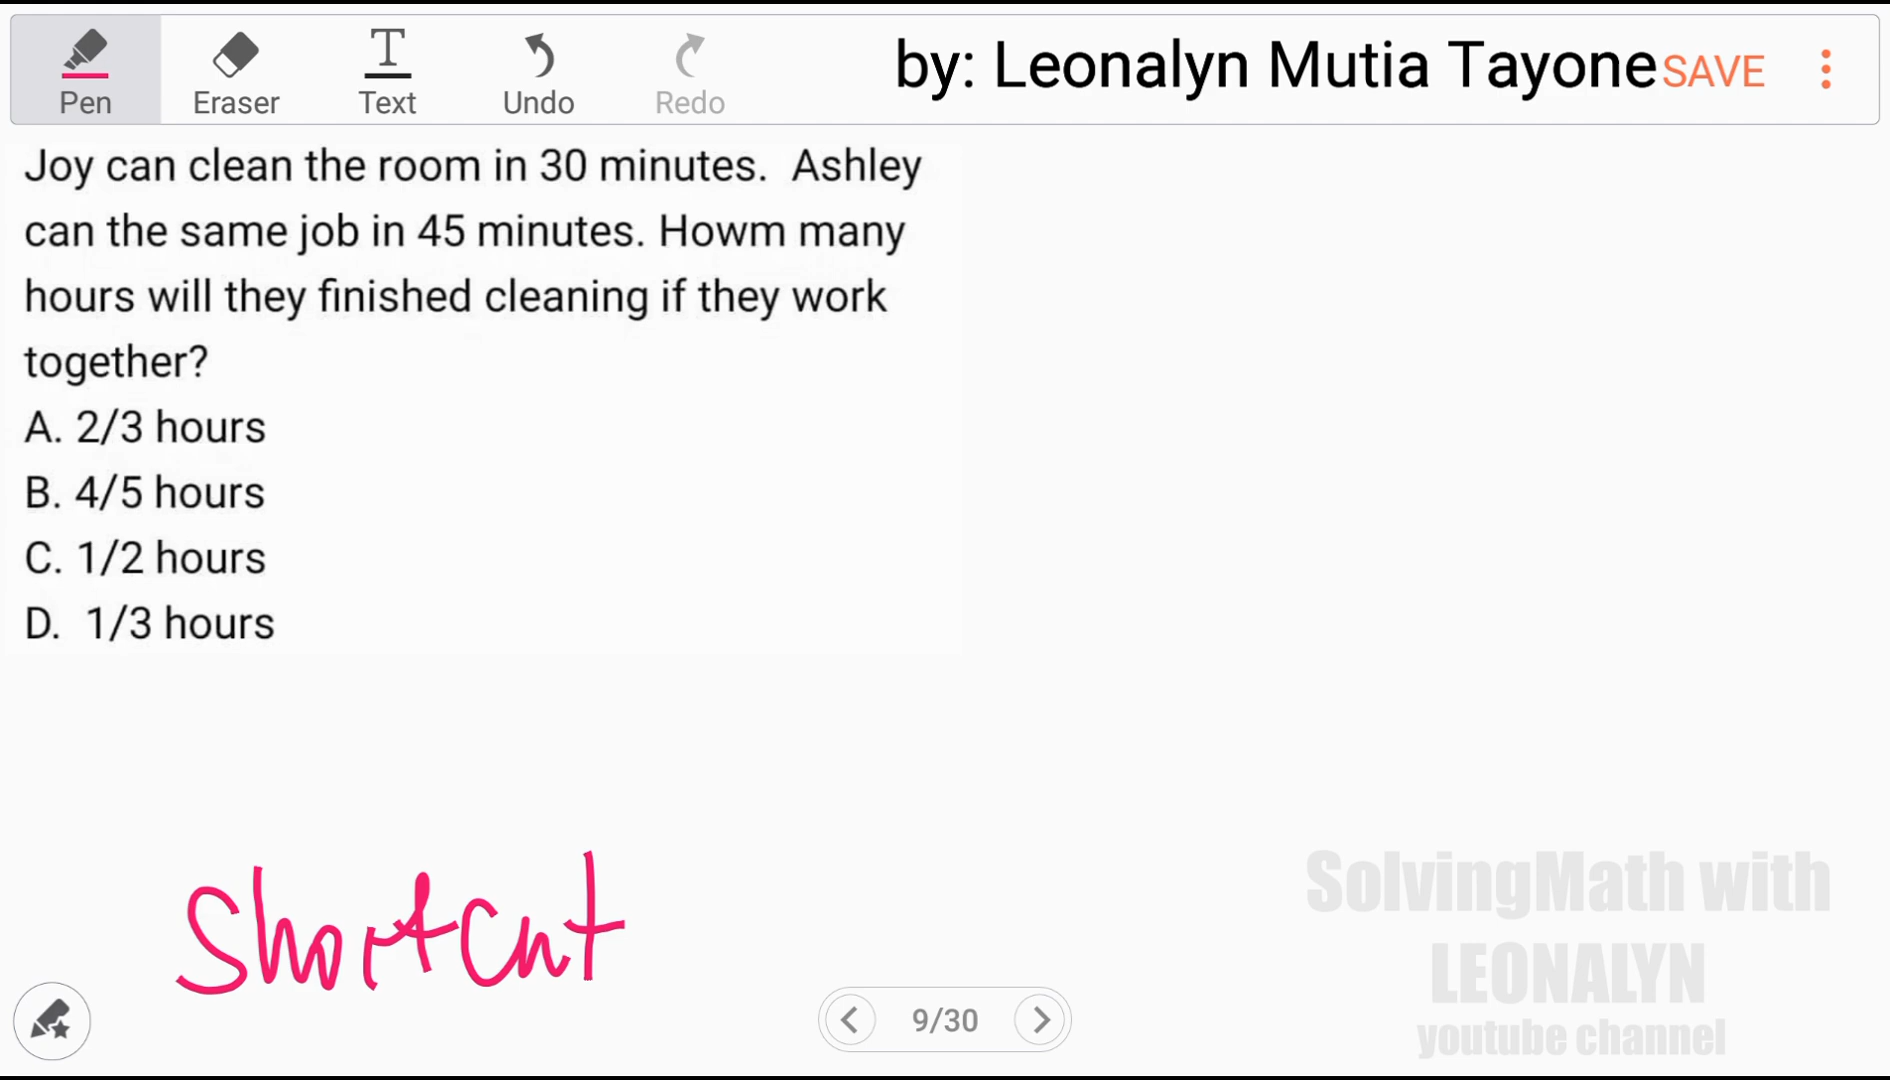 Pen
Eraser
Text
Undo
Redo
by: Leonalyn Mutia Tayone
SAVE
Joy can clean the room in 30 minutes. Ashley
can the same job in 45 minutes. Howm many
hours will they finished cleaning if they work
together?
A. 2/3 hours
B. 4/5 hours
C. 1/2 hours
D. 1/3 hours
Shortcut
9/30
SolvingMath with
LEONALYN
youtube channel